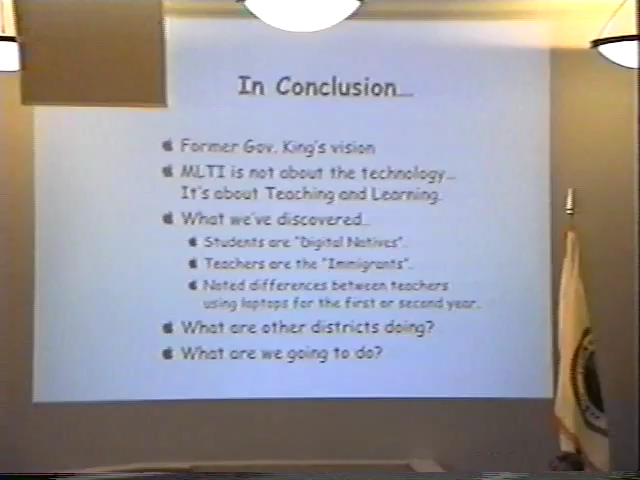 In Conclusion...
Former Gov. King's vision
MLTI is not about the technology...
It's about Teaching and Learning.
What we've discovered...
Students are "Digital Natives".
Teachers are the "Immigrants".
Noted differences between teachers
using laptops for the first or second year.
What are other districts doing?
What are we going to do?